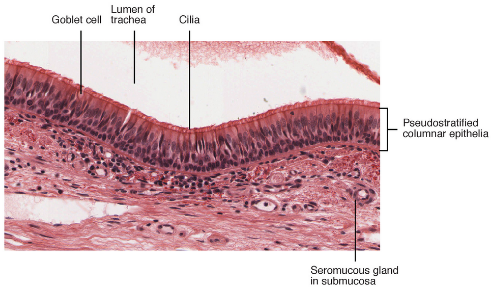 Goblet cell
Lumen of
trachea
Cilia
Pseudostratified
columnar epithelia
Seromucous gland
in submucosa